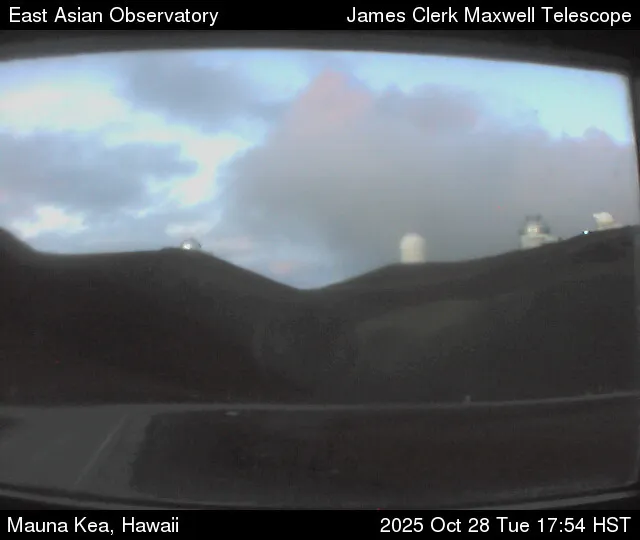 East Asian Observatory
James Clerk Maxwell Telescope
Mauna Kea, Hawaii
2025 Oct 28 Tue 17:54 HST